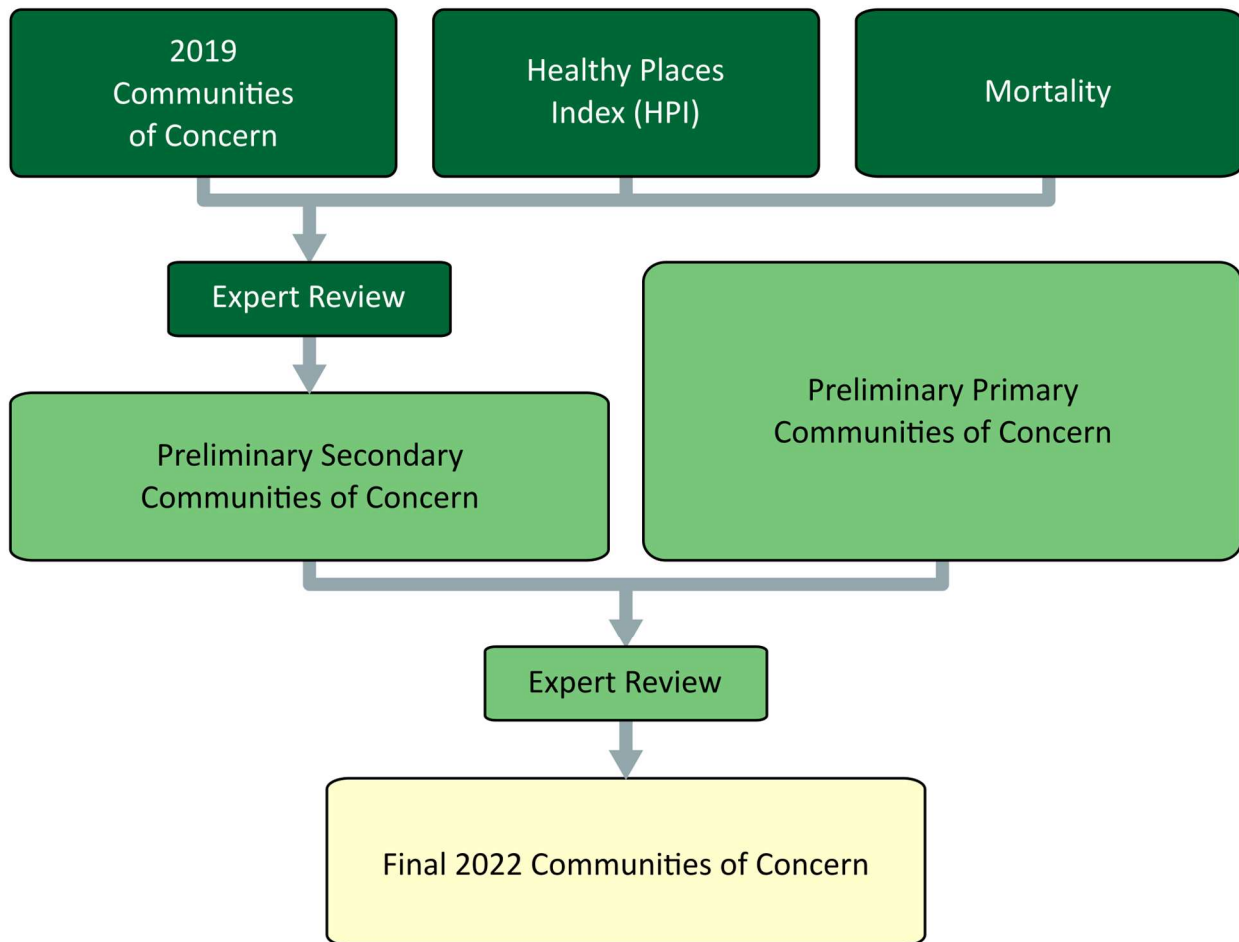 2019
Communities
of Concern
Healthy Places
Index (HPI)
Mortality
Expert Review
Preliminary Secondary
Communities of Concern
Preliminary Primary
Communities of Concern
Expert Review
Final 2022 Communities of Concern